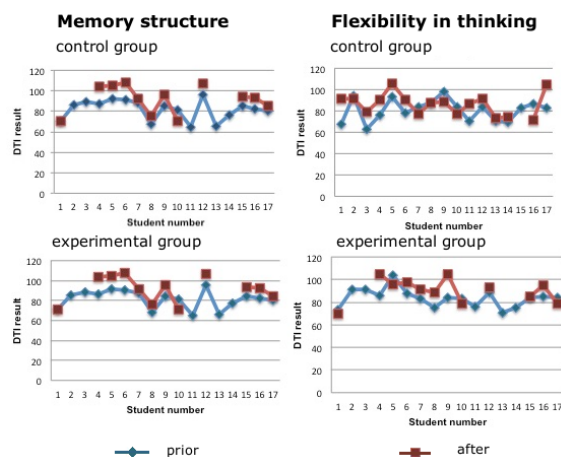 Memory structure
control group
DTI result
120
100
80
60
40
20
0
1 2 3 4 5 6 7 8 9 10 11 12 13 14 15 16 17
Student number
Flexibility in thinking
control group
DTI result
120
100
80
60
40
20
0
1 2 3 4 5 6 7 8 9 10 11 12 13 14 15 16 17
Student number
experimental group
DTI result
120
100
80
60
40
20
0
1 2 3 4 5 6 7 8 9 10 11 12 13 14 15 16 17
Student number
experimental group
DTI result
120
100
80
60
40
20
0
1 2 3 4 5 6 7 8 9 10 11 12 13 14 15 16 17
Student number
prior
after